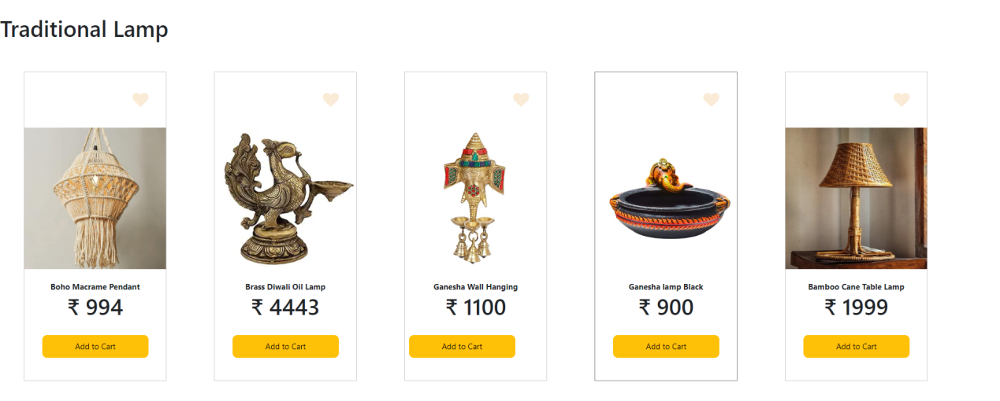 Traditional Lamp
Boho Macrame Pendant
₹ 994
Add to Cart
Brass Diwali Oil Lamp
₹ 4443
Add to Cart
Ganesha Wall Hanging
₹ 1100
Add to Cart
Ganesha lamp Black
₹ 900
Add to Cart
Bamboo Cane Table Lamp
₹ 1999
Add to Cart